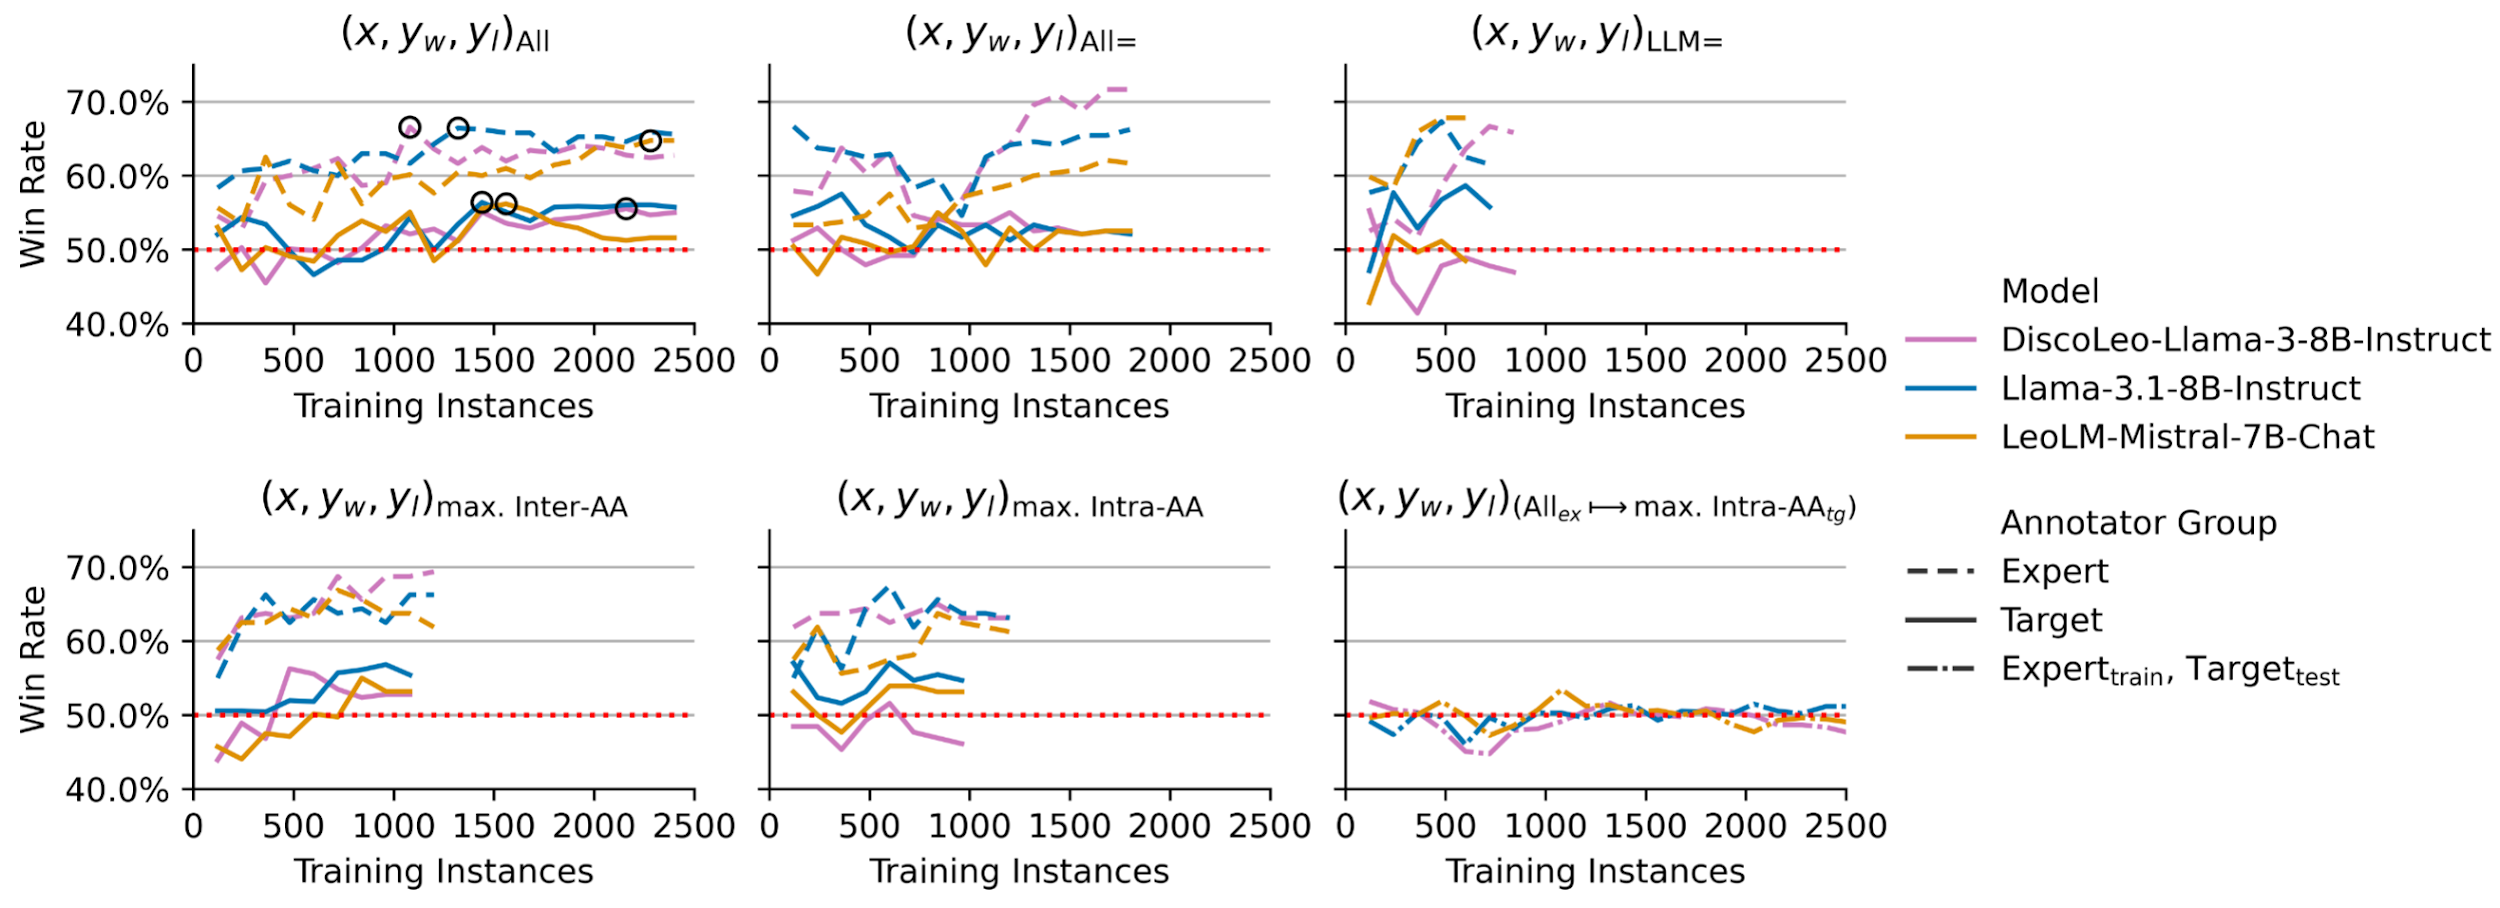 (x, y_w, y_l)_All
(x, y_w, y_l)_All=
(x, y_w, y_l)_LLM=
Win Rate
70.0%
60.0%
50.0%
40.0%
0 500 1000 1500 2000 2500
0 500 1000 1500 2000 2500
0 500 1000 1500 2000 2500
Training Instances
Training Instances
Training Instances
(x, y_w, y_l)_max. Inter-AA
(x, y_w, y_l)_max. Intra-AA
(x, y_w, y_l)_(All_ex ⟼ max. Intra-AA_tg)
Win Rate
70.0%
60.0%
50.0%
40.0%
0 500 1000 1500 2000 2500
0 500 1000 1500 2000 2500
0 500 1000 1500 2000 2500
Training Instances
Training Instances
Training Instances
Model
DiscoLeo-Llama-3-8B-Instruct
Llama-3.1-8B-Instruct
LeoLM-Mistral-7B-Chat
Annotator Group
Expert
Target
Expert_train, Target_test